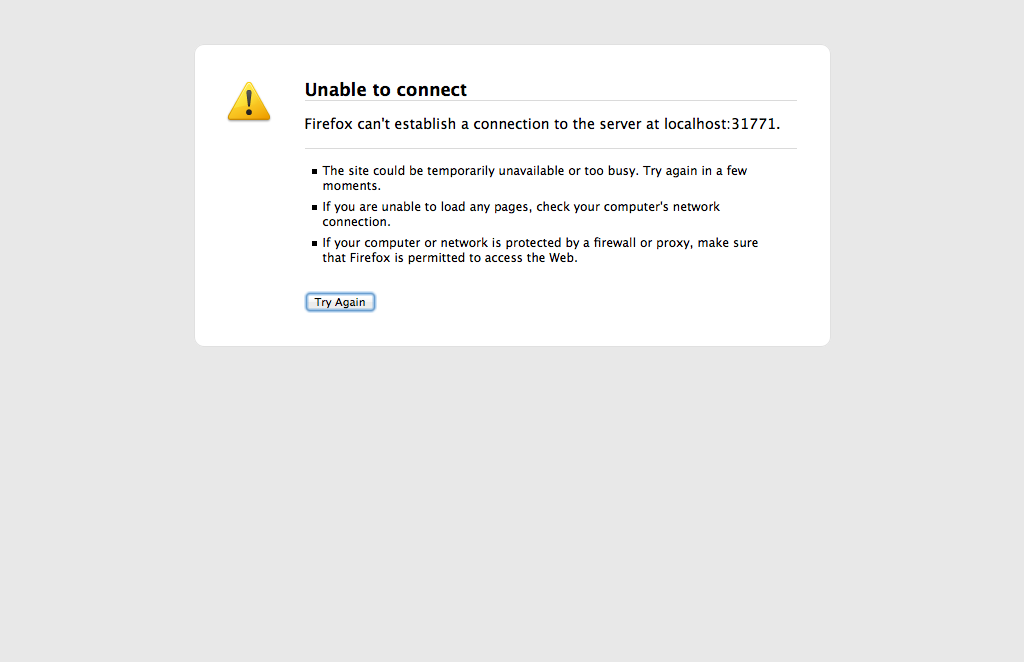 Unable to connect
Firefox can't establish a connection to the server at localhost:31771.
The site could be temporarily unavailable or too busy. Try again in a few
moments.
If you are unable to load any pages, check your computer's network
connection.
If your computer or network is protected by a firewall or proxy, make sure
that Firefox is permitted to access the Web.
Try Again